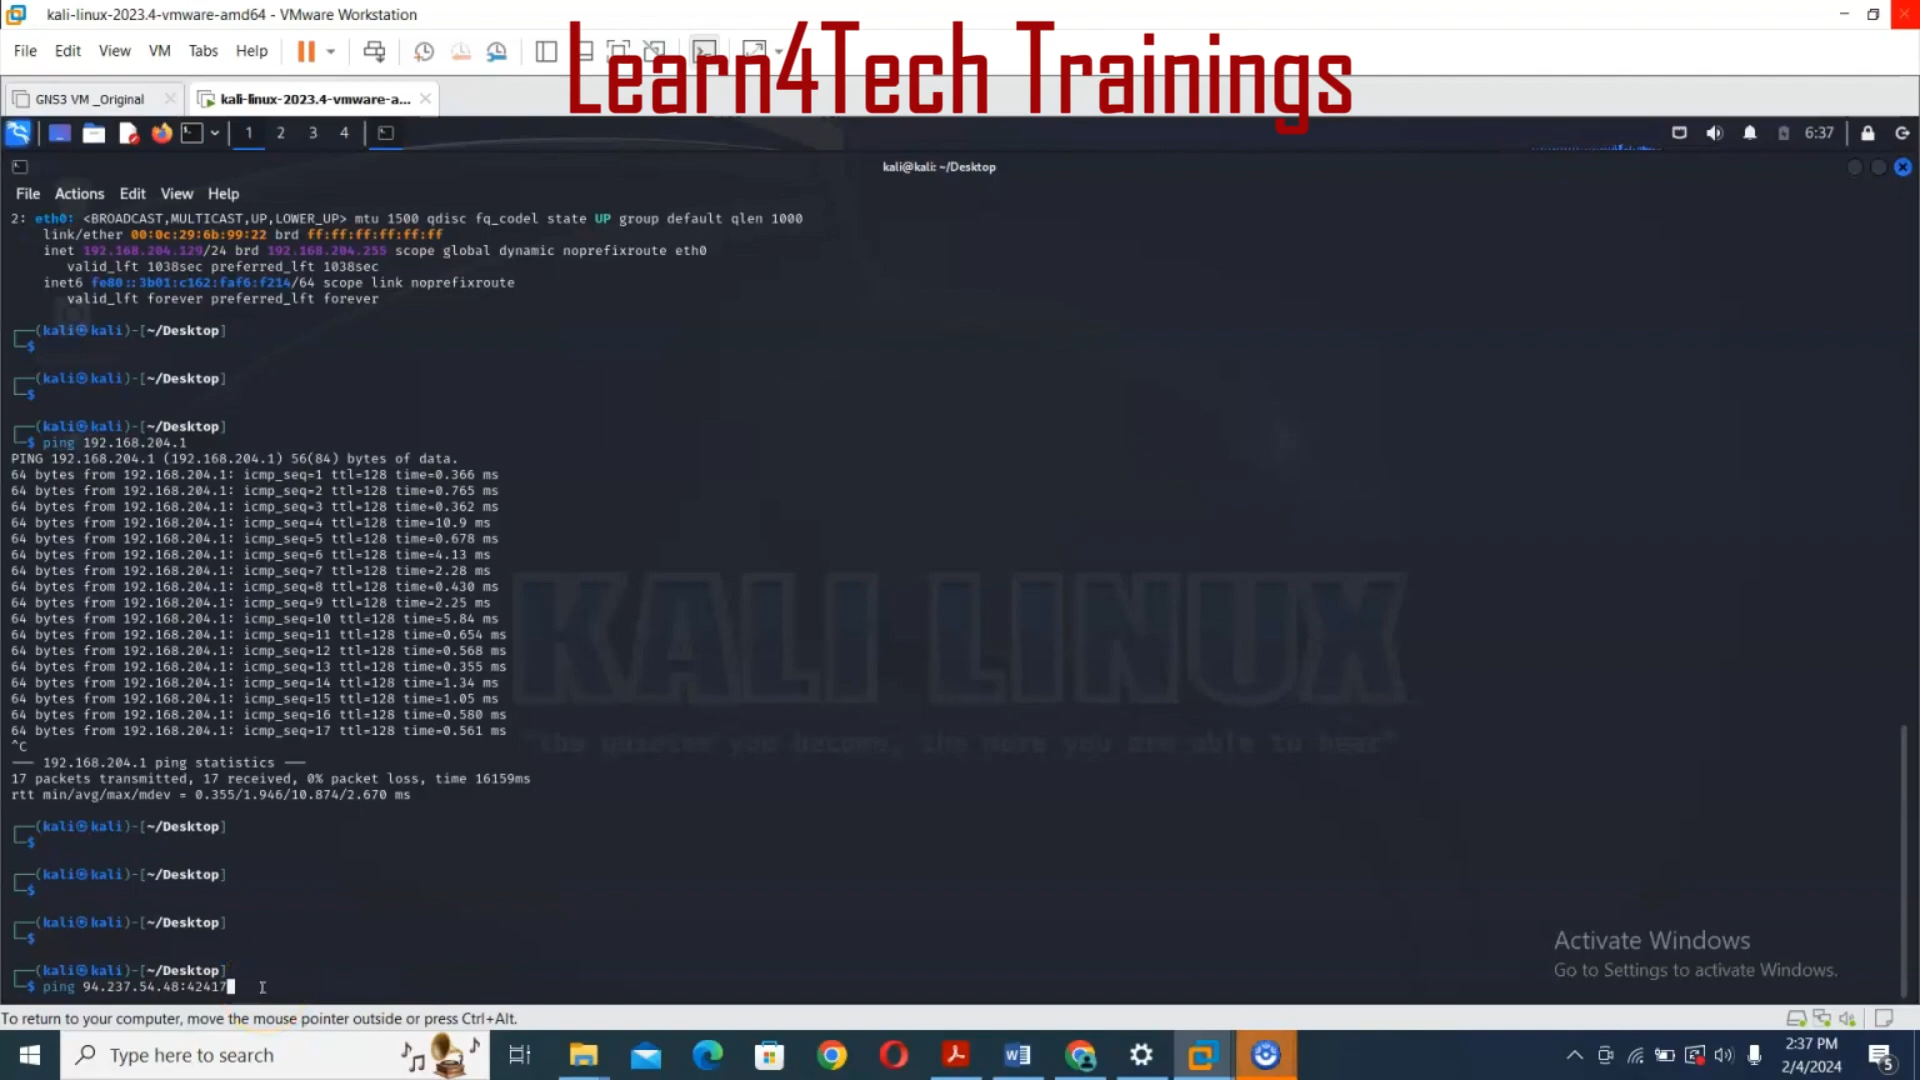 kali-linux-2023.4-vmware-amd64 - VMware Workstation
File Edit View VM Tabs Help
Learn4Tech Trainings
GNS3 VM _Original
kali-linux-2023.4-vmware-a...
1 2 3 4
6:37
kali@kali: ~/Desktop
File Actions Edit View Help
2: eth0: <BROADCAST,MULTICAST,UP,LOWER_UP> mtu 1500 qdisc fq_codel state UP group default qlen 1000
link/ether 00:0c:29:6b:99:22 brd ff:ff:ff:ff:ff:ff
inet 192.168.204.129/24 brd 192.168.204.255 scope global dynamic noprefixroute eth0
valid_lft 1038sec preferred_lft 1038sec
inet6 fe80::3b01:c162:faf6:f214/64 scope link noprefixroute
valid_lft forever preferred_lft forever
┌──(kali㉿kali)-[~/Desktop]
└─$
┌──(kali㉿kali)-[~/Desktop]
└─$
┌──(kali㉿kali)-[~/Desktop]
└─$ ping 192.168.204.1
PING 192.168.204.1 (192.168.204.1) 56(84) bytes of data.
64 bytes from 192.168.204.1: icmp_seq=1 ttl=128 time=0.366 ms
64 bytes from 192.168.204.1: icmp_seq=2 ttl=128 time=0.765 ms
64 bytes from 192.168.204.1: icmp_seq=3 ttl=128 time=0.362 ms
64 bytes from 192.168.204.1: icmp_seq=4 ttl=128 time=10.9 ms
64 bytes from 192.168.204.1: icmp_seq=5 ttl=128 time=0.678 ms
64 bytes from 192.168.204.1: icmp_seq=6 ttl=128 time=4.13 ms
64 bytes from 192.168.204.1: icmp_seq=7 ttl=128 time=2.28 ms
64 bytes from 192.168.204.1: icmp_seq=8 ttl=128 time=0.430 ms
64 bytes from 192.168.204.1: icmp_seq=9 ttl=128 time=2.25 ms
64 bytes from 192.168.204.1: icmp_seq=10 ttl=128 time=5.84 ms
64 bytes from 192.168.204.1: icmp_seq=11 ttl=128 time=0.654 ms
64 bytes from 192.168.204.1: icmp_seq=12 ttl=128 time=0.568 ms
64 bytes from 192.168.204.1: icmp_seq=13 ttl=128 time=0.355 ms
64 bytes from 192.168.204.1: icmp_seq=14 ttl=128 time=1.34 ms
64 bytes from 192.168.204.1: icmp_seq=15 ttl=128 time=1.05 ms
64 bytes from 192.168.204.1: icmp_seq=16 ttl=128 time=0.580 ms
64 bytes from 192.168.204.1: icmp_seq=17 ttl=128 time=0.561 ms
^C
--- 192.168.204.1 ping statistics ---
17 packets transmitted, 17 received, 0% packet loss, time 16159ms
rtt min/avg/max/mdev = 0.355/1.946/10.874/2.670 ms
┌──(kali㉿kali)-[~/Desktop]
└─$
┌──(kali㉿kali)-[~/Desktop]
└─$
┌──(kali㉿kali)-[~/Desktop]
└─$
┌──(kali㉿kali)-[~/Desktop]
└─$ ping 94.237.54.48:42417
KALI LINUX
"the quieter you become, the more you are able to hear"
Activate Windows
Go to Settings to activate Windows.
To return to your computer, move the mouse pointer outside or press Ctrl+Alt.
Type here to search
2:37 PM
2/4/2024
5